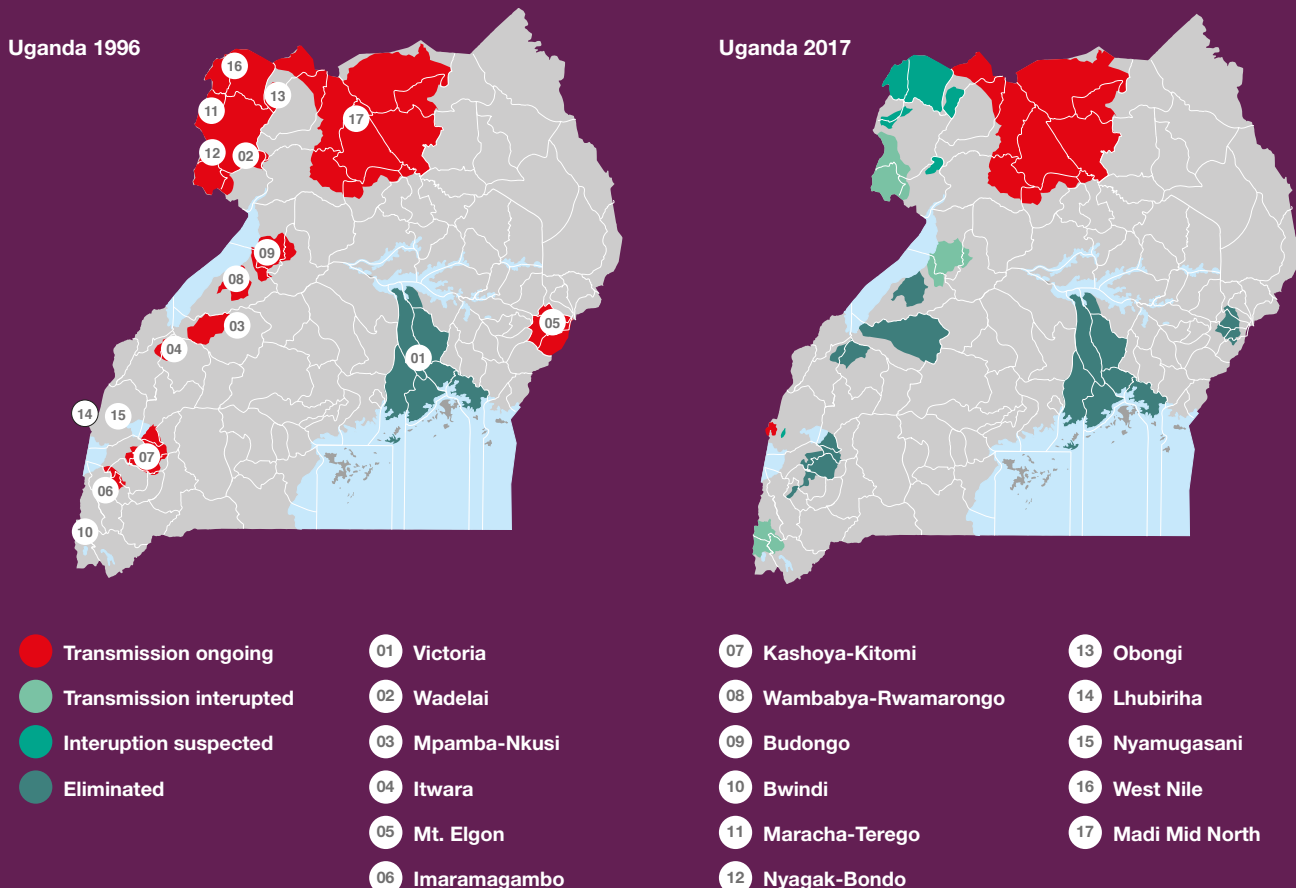 Uganda 1996
16
13
11
17
12
02
09
08
03
05
04
01
14
15
07
06
10
Uganda 2017
Transmission ongoing
Transmission interupted
Interuption suspected
Eliminated
01 Victoria
02 Wadelai
03 Mpamba-Nkusi
04 Itwara
05 Mt. Elgon
06 Imaramagambo
07 Kashoya-Kitomi
08 Wambabya-Rwamarongo
09 Budongo
10 Bwindi
11 Maracha-Terego
12 Nyagak-Bondo
13 Obongi
14 Lhubiriha
15 Nyamugasani
16 West Nile
17 Madi Mid North